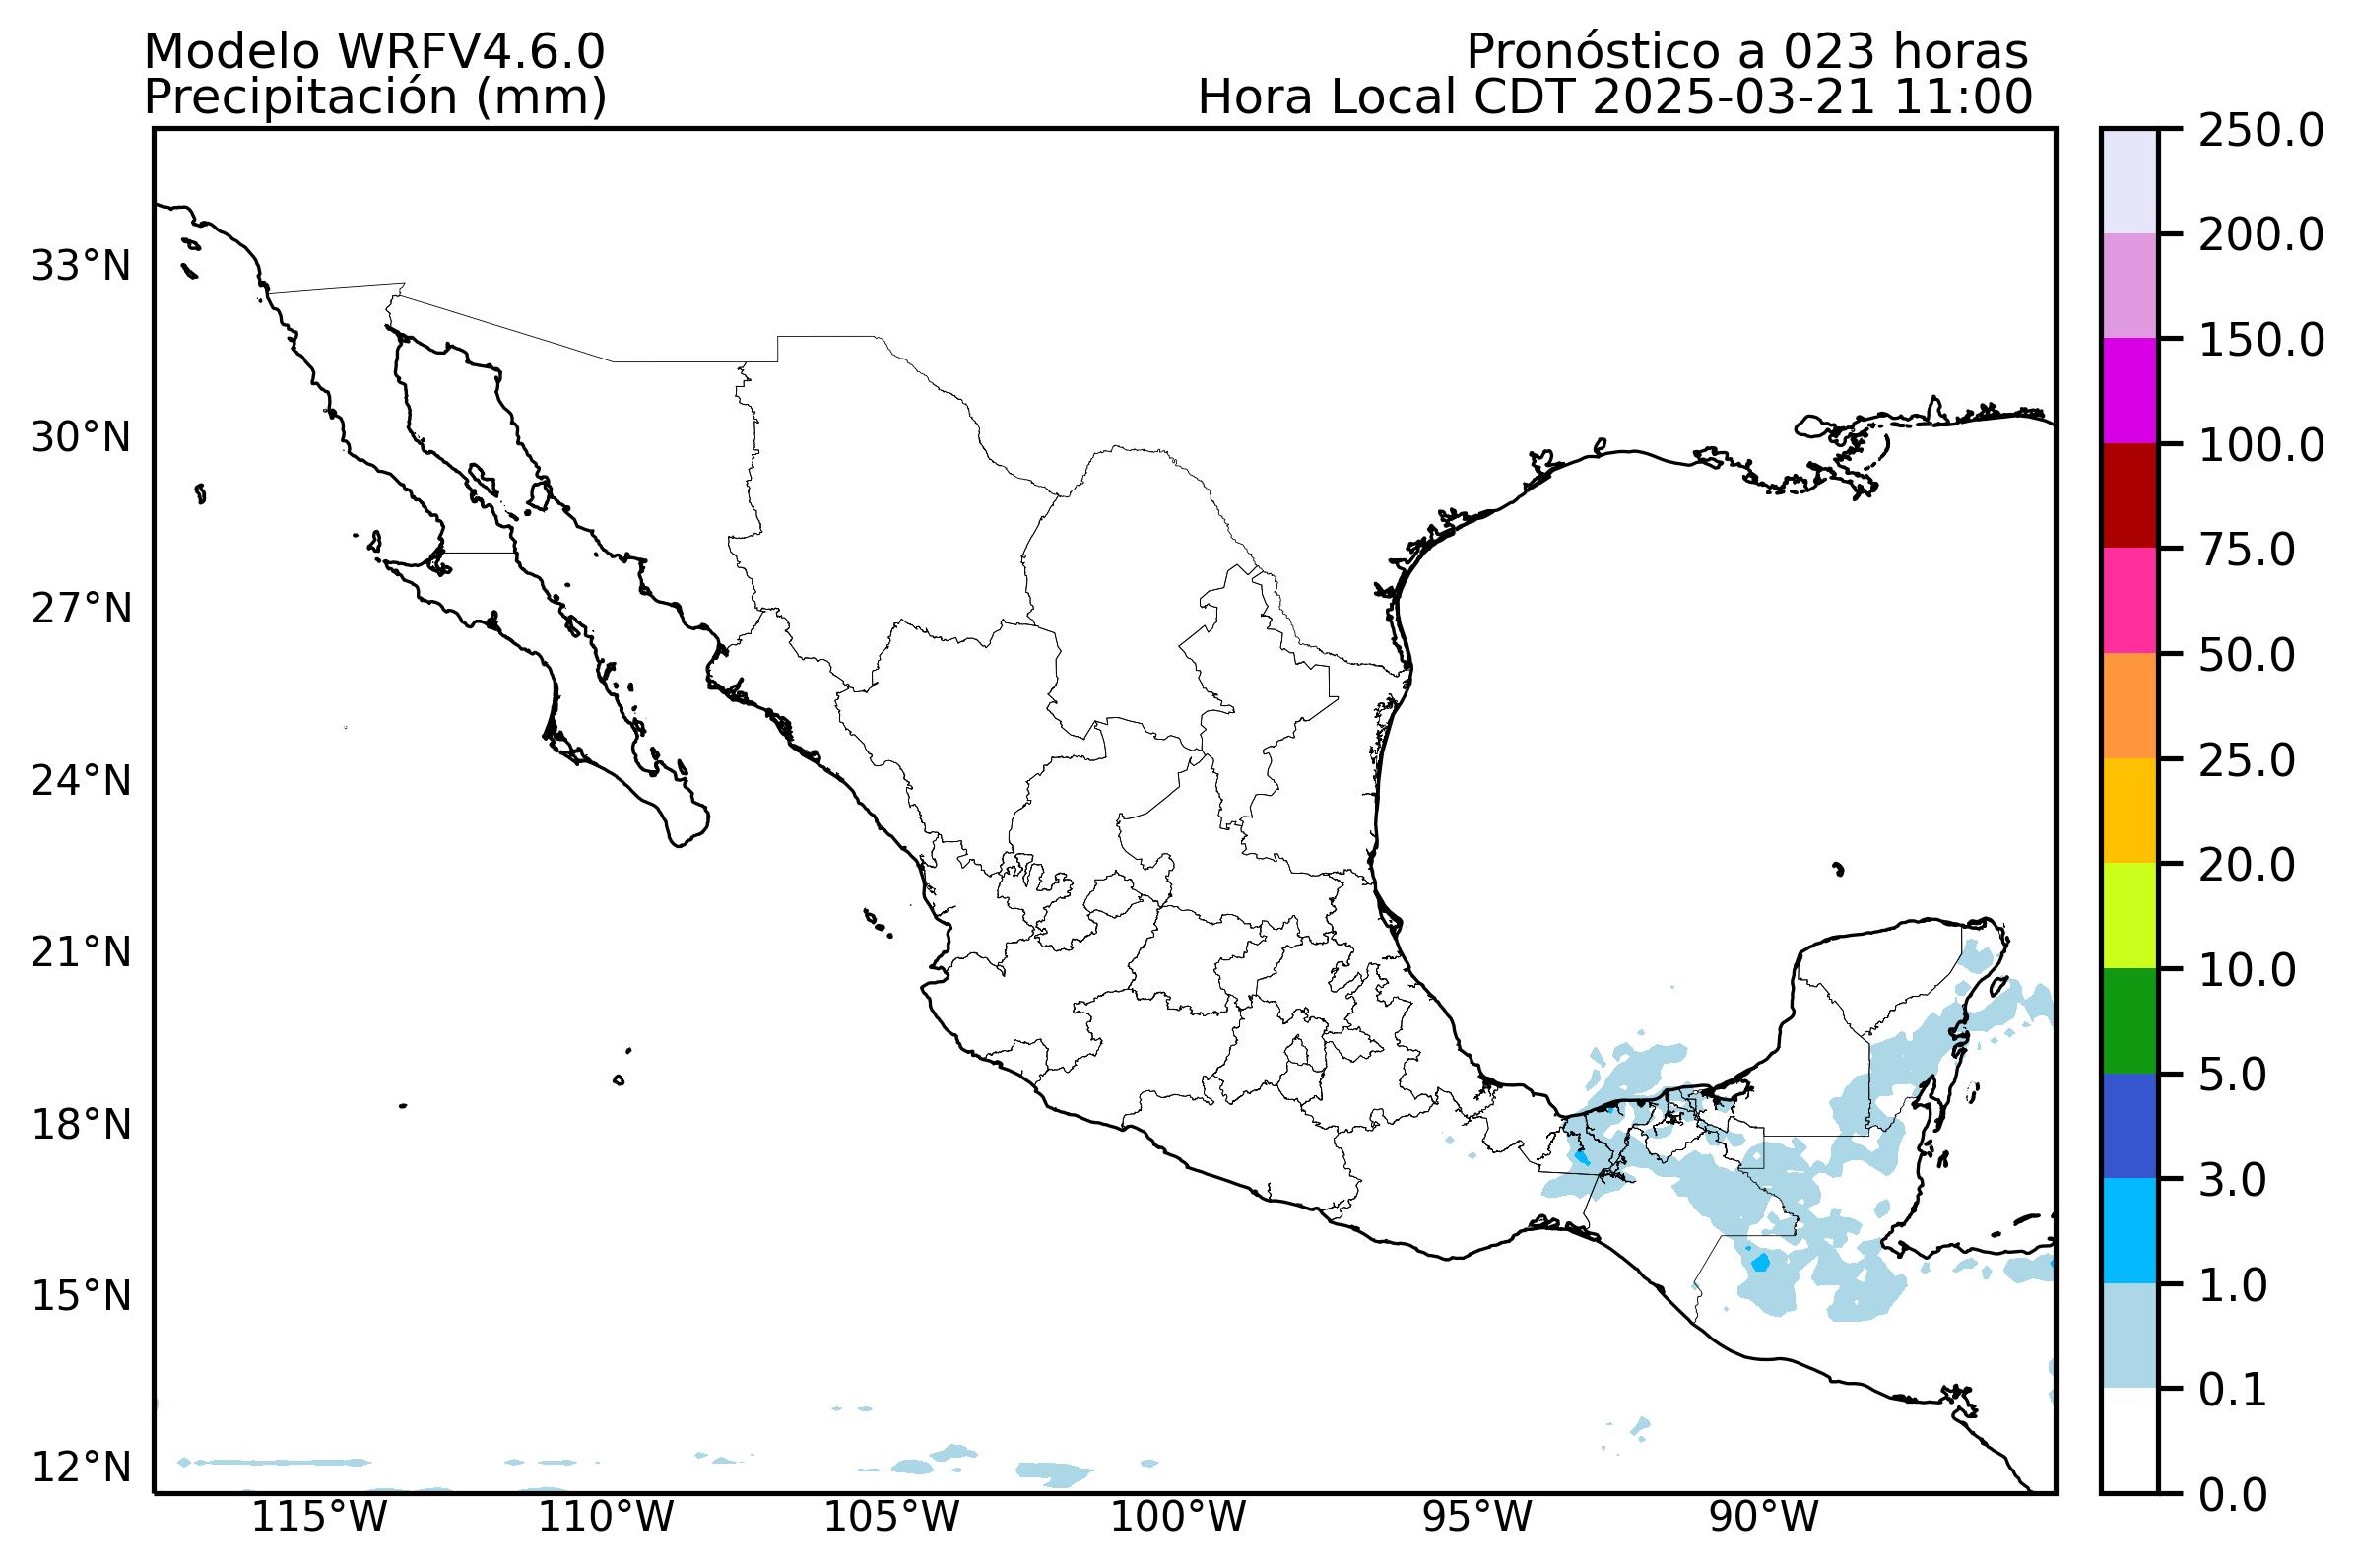 Modelo WRFV4.6.0
Pronóstico a 023 horas
Precipitación (mm)
Hora Local CDT 2025-03-21 11:00
33°N
30°N
27°N
24°N
21°N
18°N
15°N
12°N
115°W
110°W
105°W
100°W
95°W
90°W
250.0
200.0
150.0
100.0
75.0
50.0
25.0
20.0
10.0
5.0
3.0
1.0
0.1
0.0